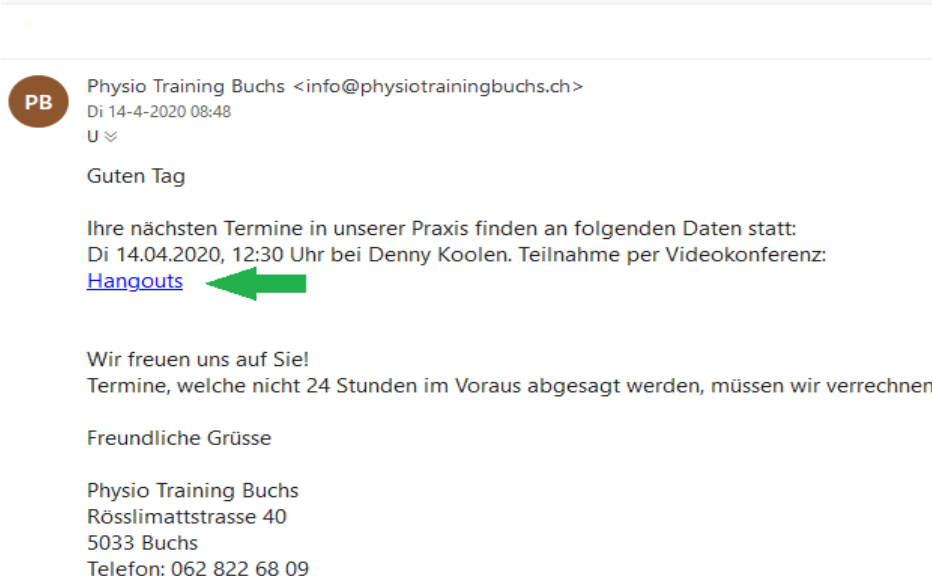 PB
Physio Training Buchs <info@physiotrainingbuchs.ch>
Di 14-4-2020 08:48
U
Guten Tag
Ihre nächsten Termine in unserer Praxis finden an folgenden Daten statt:
Di 14.04.2020, 12:30 Uhr bei Denny Koolen. Teilnahme per Videokonferenz:
Hangouts
Wir freuen uns auf Sie!
Termine, welche nicht 24 Stunden im Voraus abgesagt werden, müssen wir verrechnen
Freundliche Grüsse
Physio Training Buchs
Rösslimattstrasse 40
5033 Buchs
Telefon: 062 822 68 09